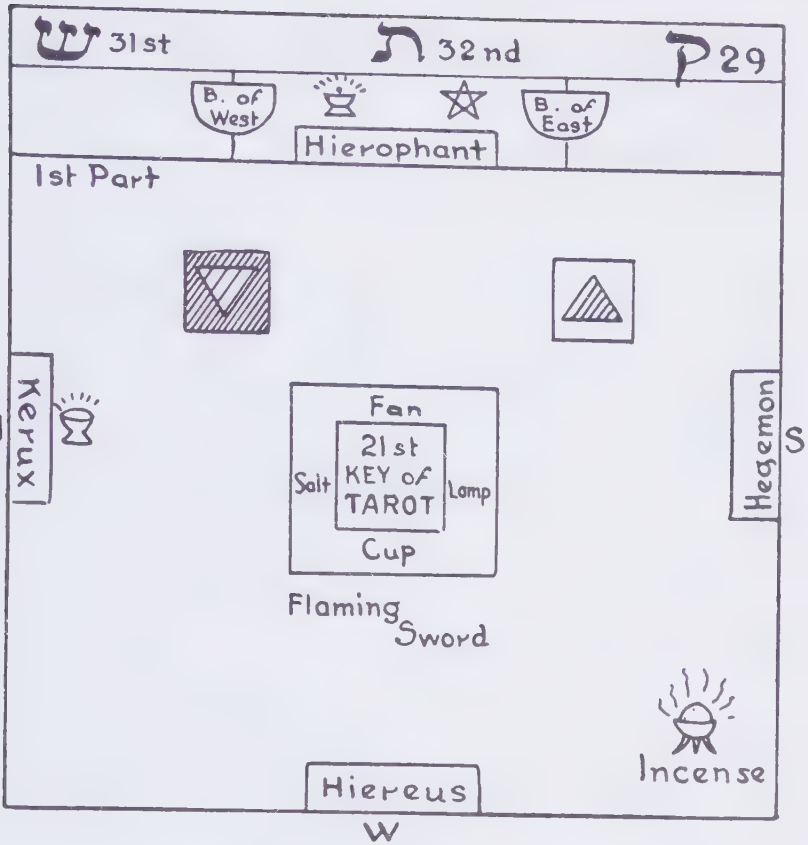 ש 31st
ת 32nd
ק 29
B. of
West
B. of
East
Hierophant
1st Part
Kerux
Hegemon
S
Fan
21st
KEY of
TAROT
Salt
Lamp
Cup
Flaming
Sword
Incense
Hiereus
W